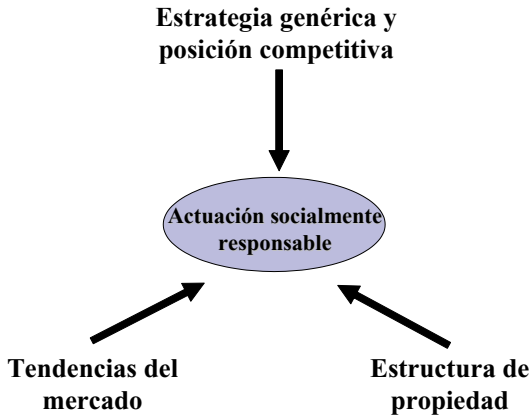 Estrategia genérica y
posición competitiva
Actuación socialmente
responsable
Tendencias del
mercado
Estructura de
propiedad